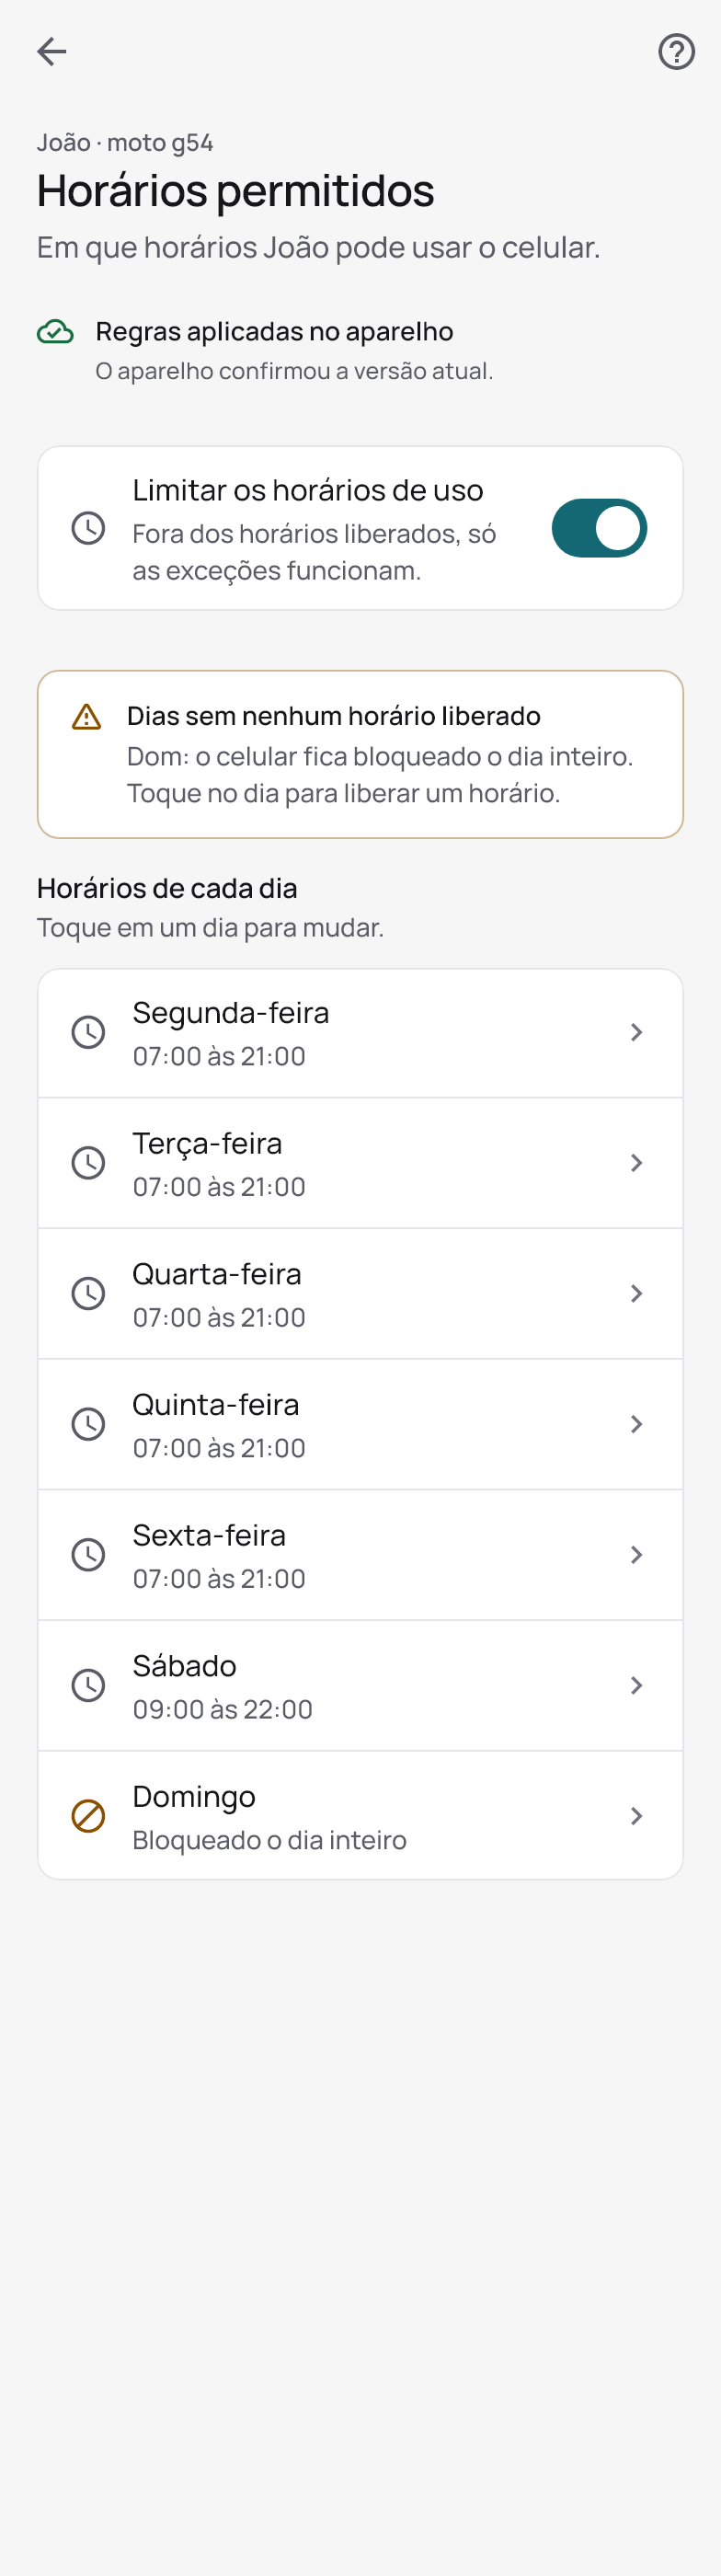 João · moto g54
Horários permitidos
Em que horários João pode usar o celular.
Regras aplicadas no aparelho
O aparelho confirmou a versão atual.
Limitar os horários de uso
Fora dos horários liberados, só
as exceções funcionam.
Dias sem nenhum horário liberado
Dom: o celular fica bloqueado o dia inteiro.
Toque no dia para liberar um horário.
Horários de cada dia
Toque em um dia para mudar.
Segunda-feira
07:00 às 21:00
Terça-feira
07:00 às 21:00
Quarta-feira
07:00 às 21:00
Quinta-feira
07:00 às 21:00
Sexta-feira
07:00 às 21:00
Sábado
09:00 às 22:00
Domingo
Bloqueado o dia inteiro